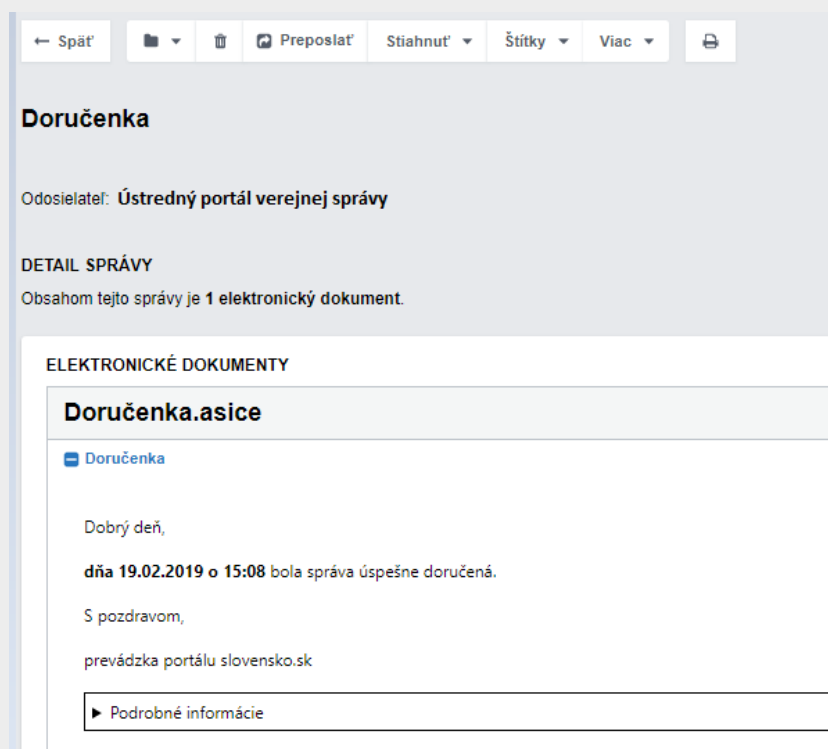 ← Späť Preposlať Stiahnuť Štítky Viac
Doručenka
Odosielateľ: Ústredný portál verejnej správy
DETAIL SPRÁVY
Obsahom tejto správy je 1 elektronický dokument.
ELEKTRONICKÉ DOKUMENTY
Doručenka.asice
Doručenka
Dobrý deň,
dňa 19.02.2019 o 15:08 bola správa úspešne doručená.
S pozdravom,
prevádzka portálu slovensko.sk
Podrobné informácie